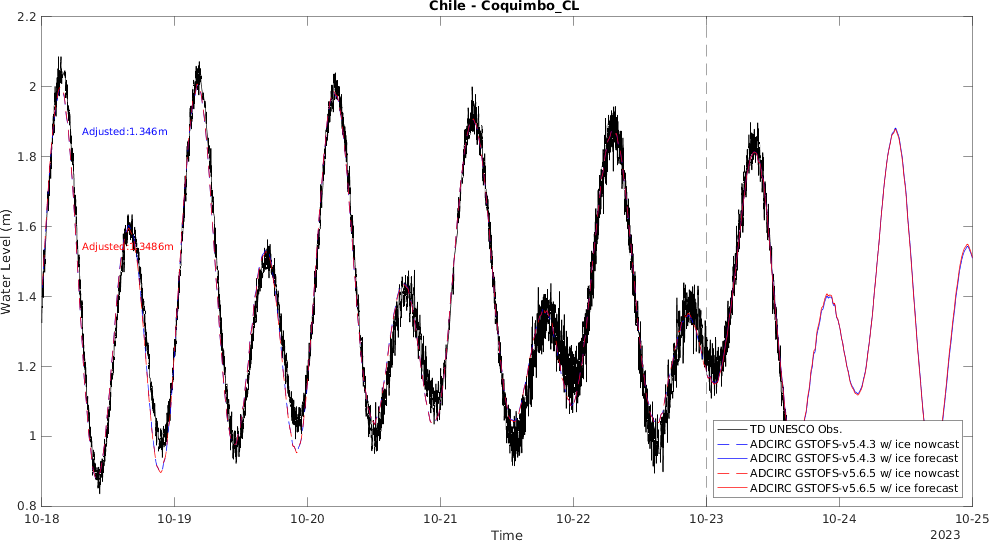 Chile - Coquimbo_CL
Water Level (m)
2.2
2
1.8
1.6
1.4
1.2
1
0.8
Adjusted:1.346m
Adjusted:1.3486m
TD UNESCO Obs.
ADCIRC GSTOFS-v5.4.3 w/ ice nowcast
ADCIRC GSTOFS-v5.4.3 w/ ice forecast
ADCIRC GSTOFS-v5.6.5 w/ ice nowcast
ADCIRC GSTOFS-v5.6.5 w/ ice forecast
10-18 10-19 10-20 10-21 10-22 10-23 10-24 10-25
Time
2023